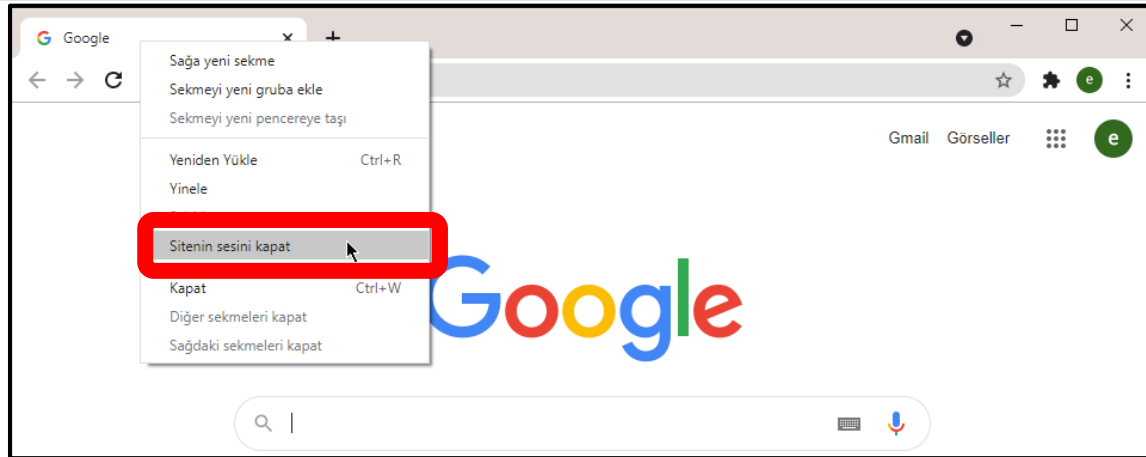 Google
Sağa yeni sekme
Sekmeyi yeni gruba ekle
Sekmeyi yeni pencereye taşı
Yeniden Yükle Ctrl+R
Yinele
Sitenin sesini kapat
Kapat Ctrl+W
Diğer sekmeleri kapat
Sağdaki sekmeleri kapat
e
Gmail Görseller e
Google